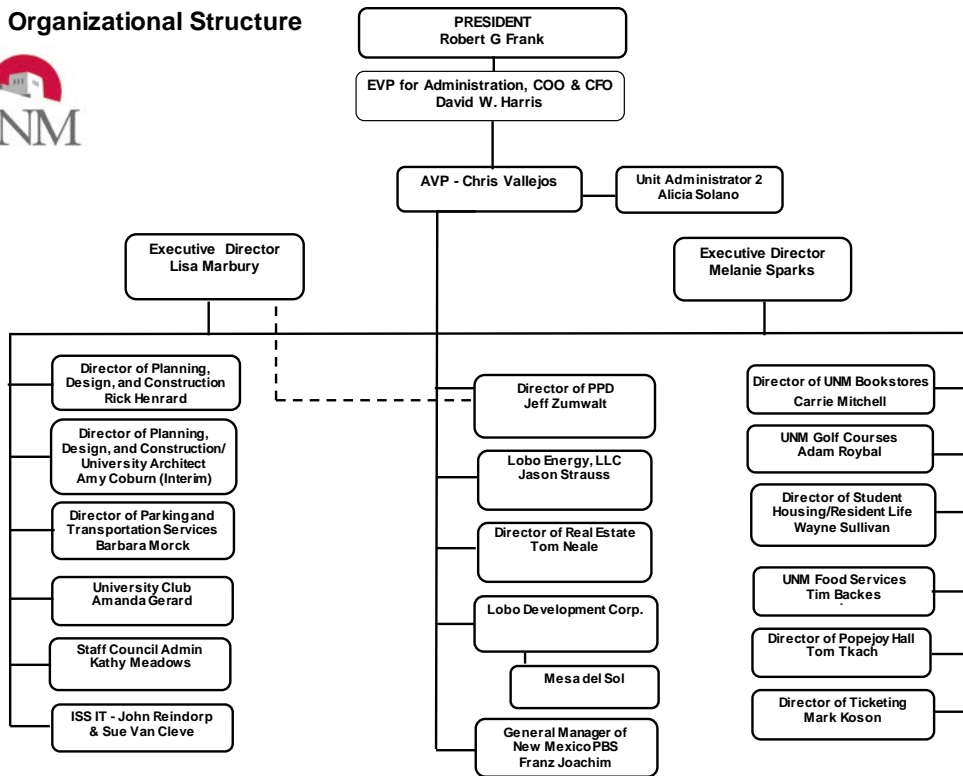 Organizational Structure
NM
PRESIDENT
Robert G Frank
EVP for Administration, COO & CFO
David W. Harris
AVP - Chris Vallejos
Unit Administrator 2
Alicia Solano
Executive Director
Lisa Marbury
Executive Director
Melanie Sparks
Director of Planning,
Design, and Construction
Rick Henrard
Director of Planning,
Design, and Construction/
University Architect
Amy Coburn (Interim)
Director of Parking and
Transportation Services
Barbara Morck
University Club
Amanda Gerard
Staff Council Admin
Kathy Meadows
ISS IT - John Reindorp
& Sue Van Cleve
Director of PPD
Jeff Zumwalt
Lobo Energy, LLC
Jason Strauss
Director of Real Estate
Tom Neale
Lobo Development Corp.
Mesa del Sol
General Manager of
New Mexico PBS
Franz Joachim
Director of UNM Bookstores
Carrie Mitchell
UNM Golf Courses
Adam Roybal
Director of Student
Housing/Resident Life
Wayne Sullivan
UNM Food Services
Tim Backes
Director of Popejoy Hall
Tom Tkach
Director of Ticketing
Mark Koson